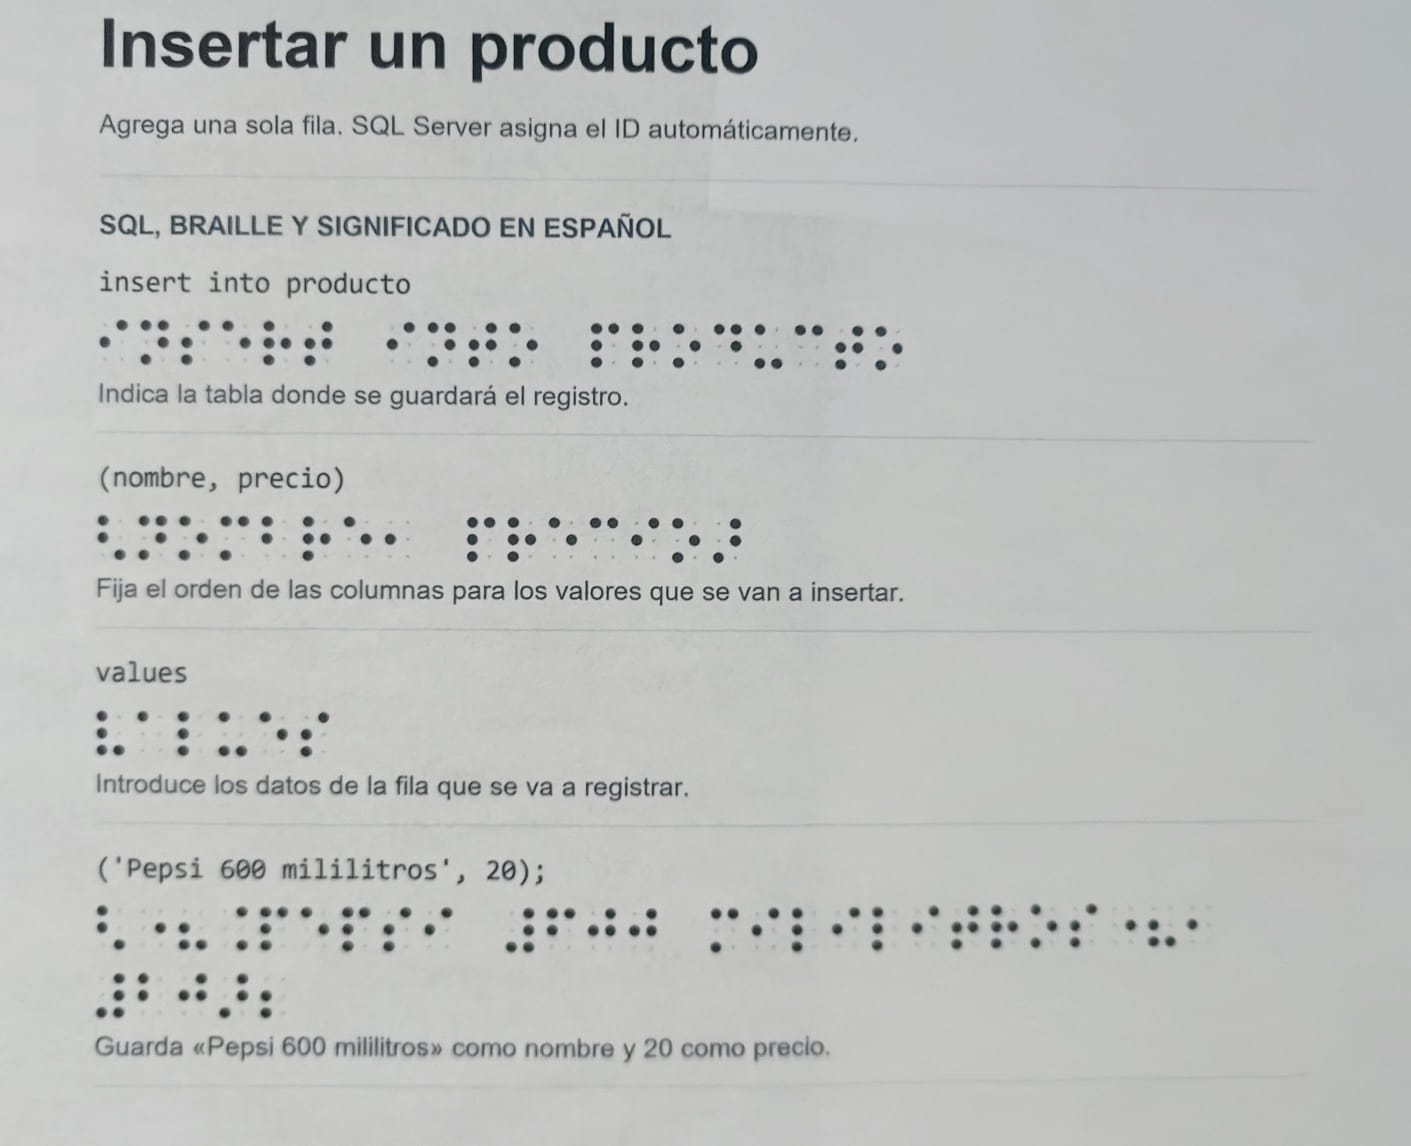 Insertar un producto
Agrega una sola fila. SQL Server asigna el ID automáticamente.
SQL, BRAILLE Y SIGNIFICADO EN ESPAÑOL
insert into producto
⠊⠝⠎⠑⠗⠞ ⠊⠝⠞⠕ ⠏⠗⠕⠙⠥⠉⠞⠕
Indica la tabla donde se guardará el registro.
(nombre, precio)
⠣⠝⠕⠍⠃⠗⠑⠂ ⠏⠗⠑⠉⠊⠕⠜
Fija el orden de las columnas para los valores que se van a insertar.
values
⠧⠁⠇⠥⠑⠎
Introduce los datos de la fila que se va a registrar.
('Pepsi 600 mililitros', 20);
⠣⠐⠦⠨⠏⠑⠏⠎⠊ ⠼⠋⠚⠚ ⠍⠊⠇⠊⠇⠊⠞⠗⠕⠎⠐⠦⠂
⠼⠃⠚⠜⠆
Guarda «Pepsi 600 mililitros» como nombre y 20 como precio.